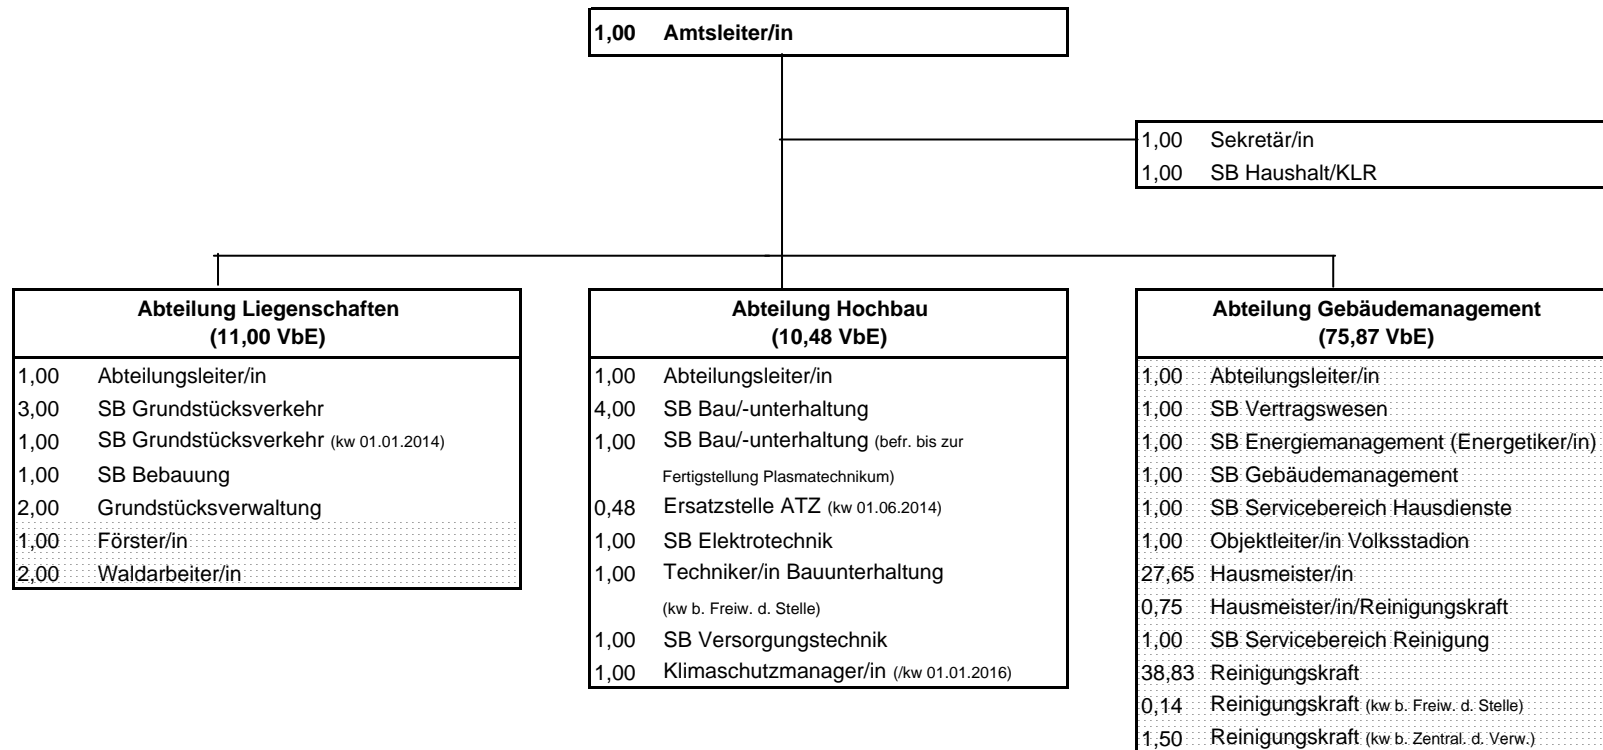 1,00 Amtsleiter/in
1,00 Sekretär/in
1,00 SB Haushalt/KLR
Abteilung Liegenschaften
(11,00 VbE)
1,00 Abteilungsleiter/in
3,00 SB Grundstücksverkehr
1,00 SB Grundstücksverkehr (kw 01.01.2014)
1,00 SB Bebauung
2,00 Grundstücksverwaltung
1,00 Förster/in
2,00 Waldarbeiter/in
Abteilung Hochbau
(10,48 VbE)
1,00 Abteilungsleiter/in
4,00 SB Bau/-unterhaltung
1,00 SB Bau/-unterhaltung (befr. bis zur
Fertigstellung Plasmatechnikum)
0,48 Ersatzstelle ATZ (kw 01.06.2014)
1,00 SB Elektrotechnik
1,00 Techniker/in Bauunterhaltung
(kw b. Freiw. d. Stelle)
1,00 SB Versorgungstechnik
1,00 Klimaschutzmanager/in (/kw 01.01.2016)
Abteilung Gebäudemanagement
(75,87 VbE)
1,00 Abteilungsleiter/in
1,00 SB Vertragswesen
1,00 SB Energiemanagement (Energetiker/in)
1,00 SB Gebäudemanagement
1,00 SB Servicebereich Hausdienste
1,00 Objektleiter/in Volksstadion
27,65 Hausmeister/in
0,75 Hausmeister/in/Reinigungskraft
1,00 SB Servicebereich Reinigung
38,83 Reinigungskraft
0,14 Reinigungskraft (kw b. Freiw. d. Stelle)
1,50 Reinigungskraft (kw b. Zentral. d. Verw.)